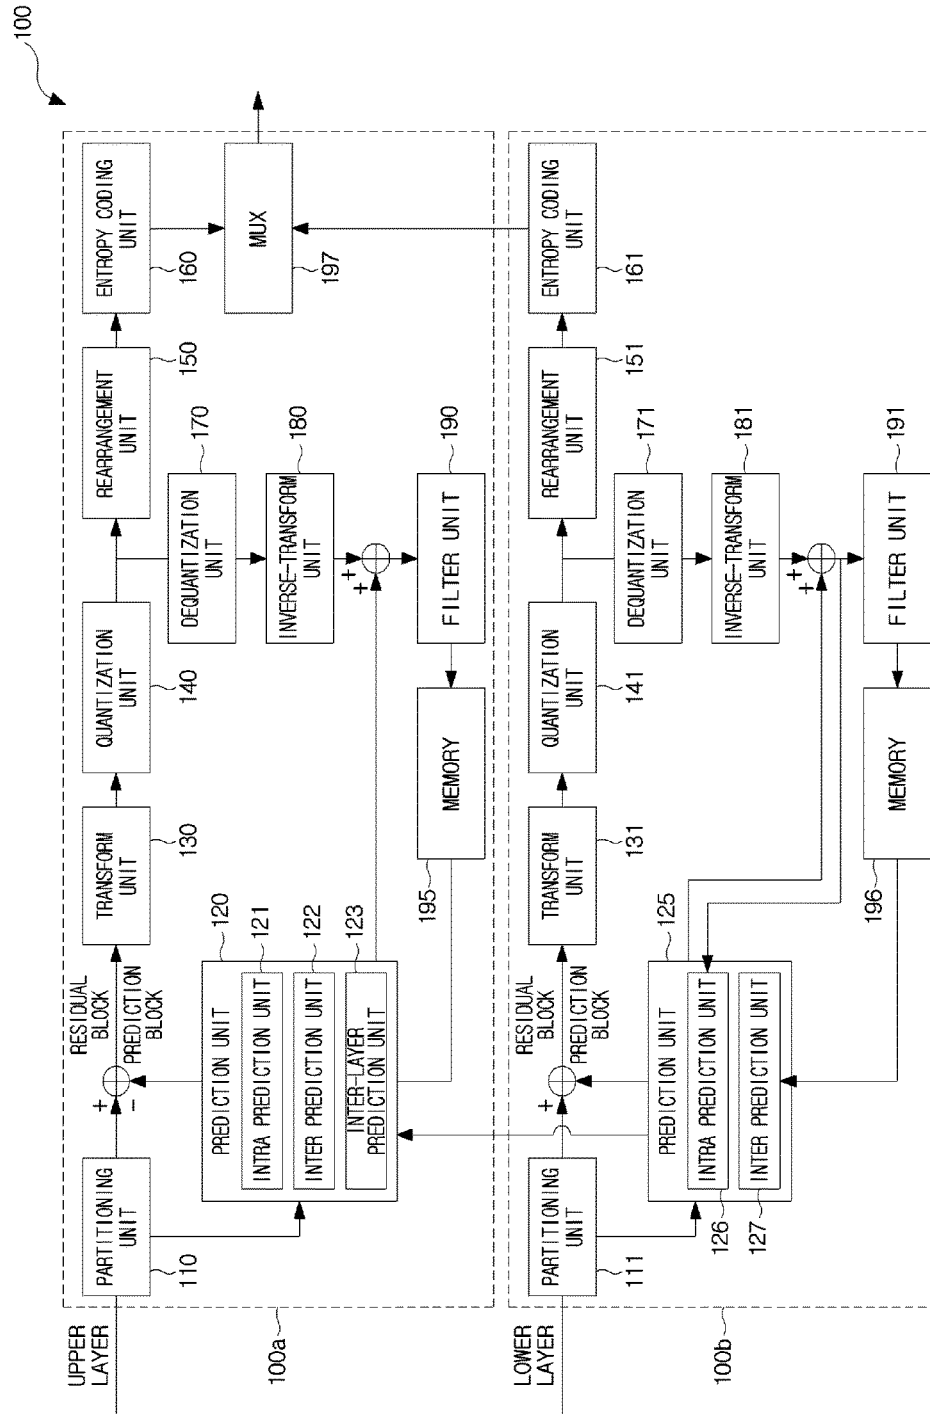 100
UPPER
LAYER
100a
PARTITIONING
UNIT
110
+
-
RESIDUAL
BLOCK
PREDICTION
BLOCK
TRANSFORM
UNIT
130
QUANTIZATION
UNIT
140
REARRANGEMENT
UNIT
150
ENTROPY CODING
UNIT
160
MUX
197
PREDICTION UNIT
120
INTRA PREDICTION UNIT
121
INTER PREDICTION UNIT
122
INTER-LAYER
PREDICTION UNIT
123
DEQUANTIZATION
UNIT
170
INVERSE-TRANSFORM
UNIT
180
+
+
FILTER UNIT
190
MEMORY
195
LOWER
LAYER
100b
PARTITIONING
UNIT
111
+
RESIDUAL
BLOCK
PREDICTION
BLOCK
TRANSFORM
UNIT
131
QUANTIZATION
UNIT
141
REARRANGEMENT
UNIT
151
ENTROPY CODING
UNIT
161
PREDICTION UNIT
125
INTRA PREDICTION UNIT
126
INTER PREDICTION UNIT
127
DEQUANTIZATION
UNIT
171
INVERSE-TRANSFORM
UNIT
181
+
+
FILTER UNIT
191
MEMORY
196